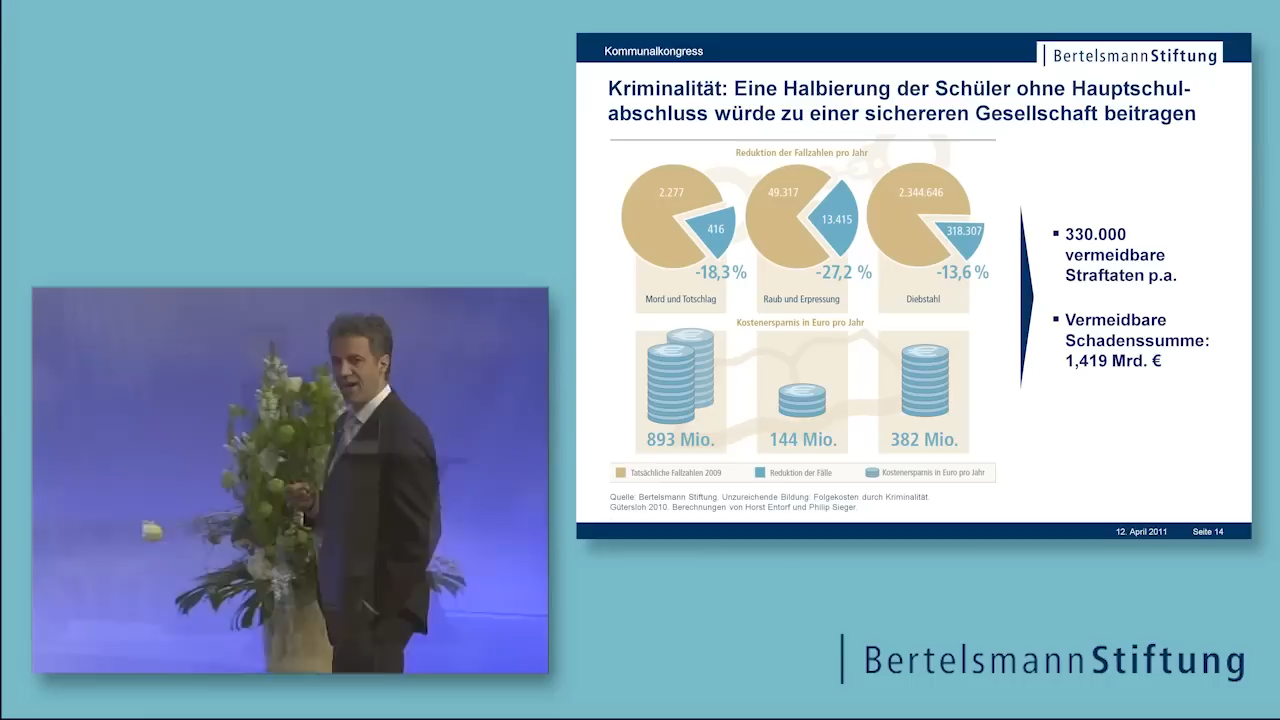 Kommunalkongress
BertelsmannStiftung
Kriminalität: Eine Halbierung der Schüler ohne Hauptschul-
abschluss würde zu einer sichereren Gesellschaft beitragen
Reduktion der Fallzahlen pro Jahr
2.277
416
49.317
13.415
2.344.646
318.307
-18,3 %
-27,2 %
-13,6 %
Mord und Totschlag
Raub und Erpressung
Diebstahl
Kostenersparnis in Euro pro Jahr
893 Mio.
144 Mio.
382 Mio.
Tatsächliche Fallzahlen 2009
Reduktion der Fälle
Kostenersparnis in Euro pro Jahr
Quelle: Bertelsmann Stiftung. Unzureichende Bildung: Folgekosten durch Kriminalität.
Gütersloh 2010. Berechnungen von Horst Entorf und Philip Sieger.
▪ 330.000
vermeidbare
Straftaten p.a.
▪ Vermeidbare
Schadenssumme:
1,419 Mrd. €
12. April 2011 Seite 14
BertelsmannStiftung